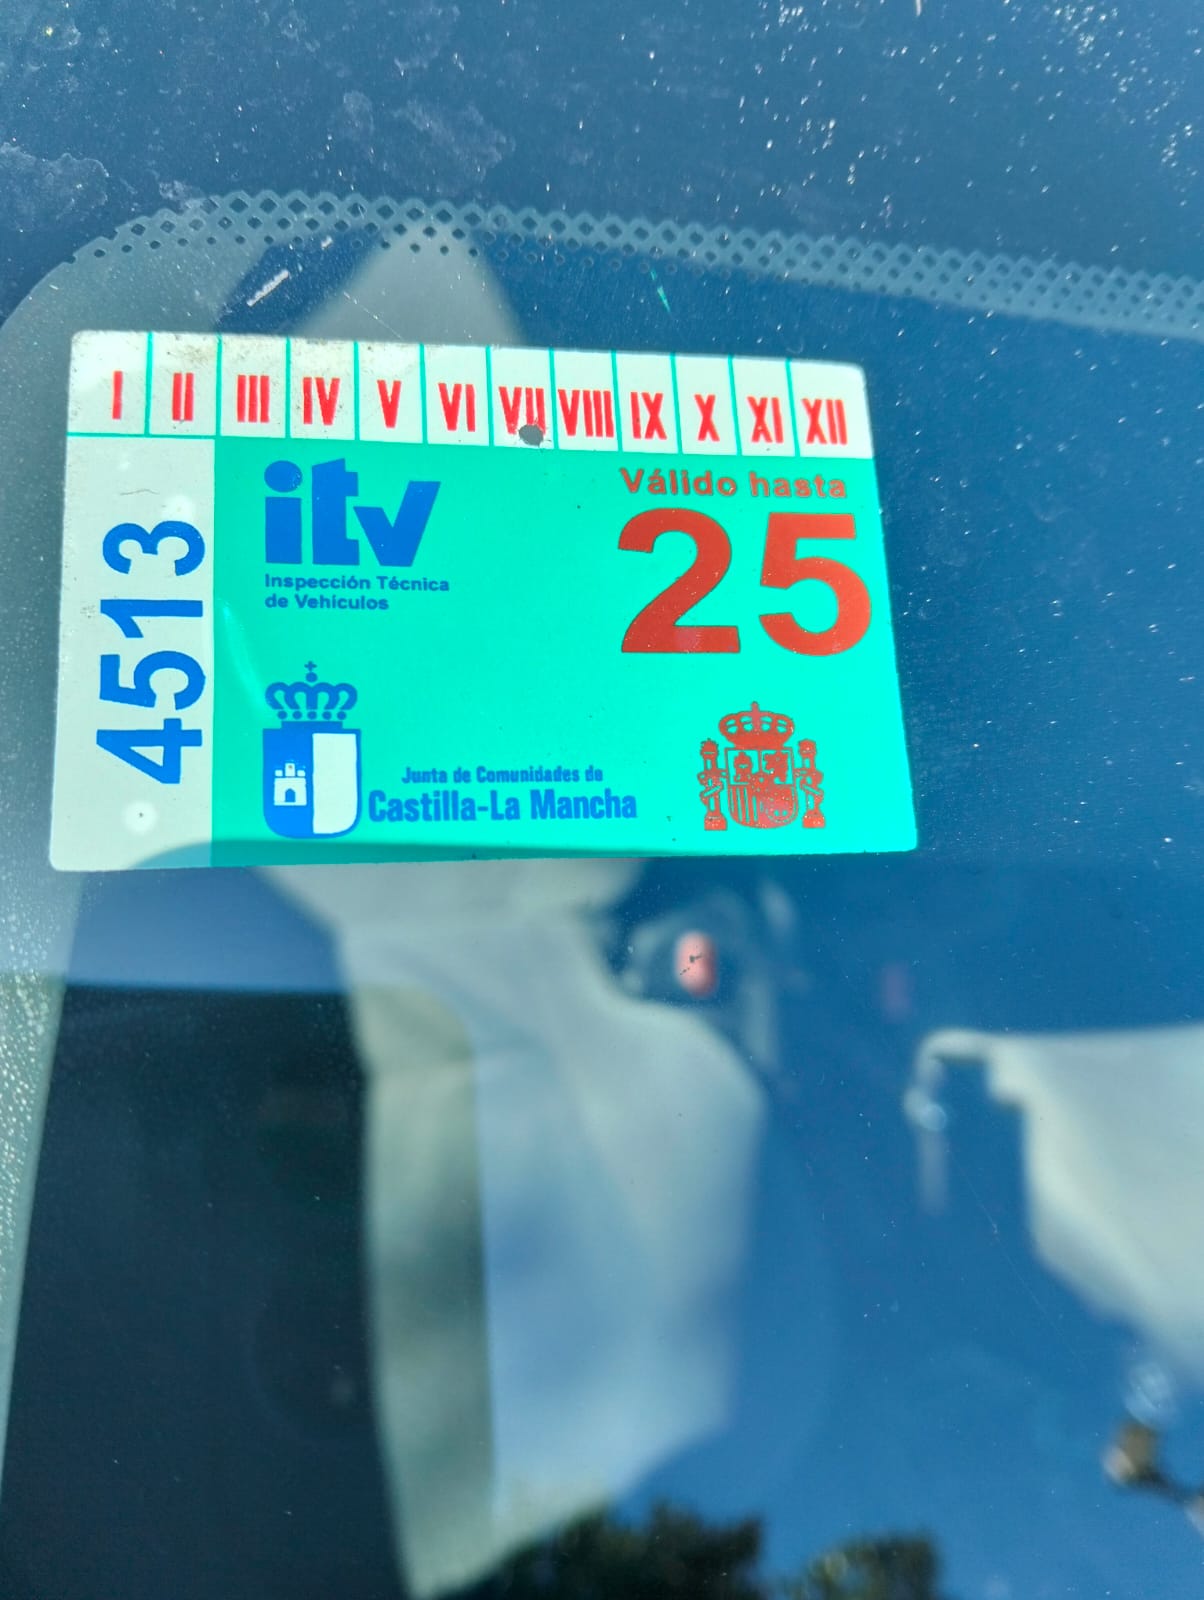 I II III IV V VI VII VIII IX X XI XII
4513
itv
Inspección Técnica
de Vehículos
Válido hasta
25
Junta de Comunidades de
Castilla-La Mancha